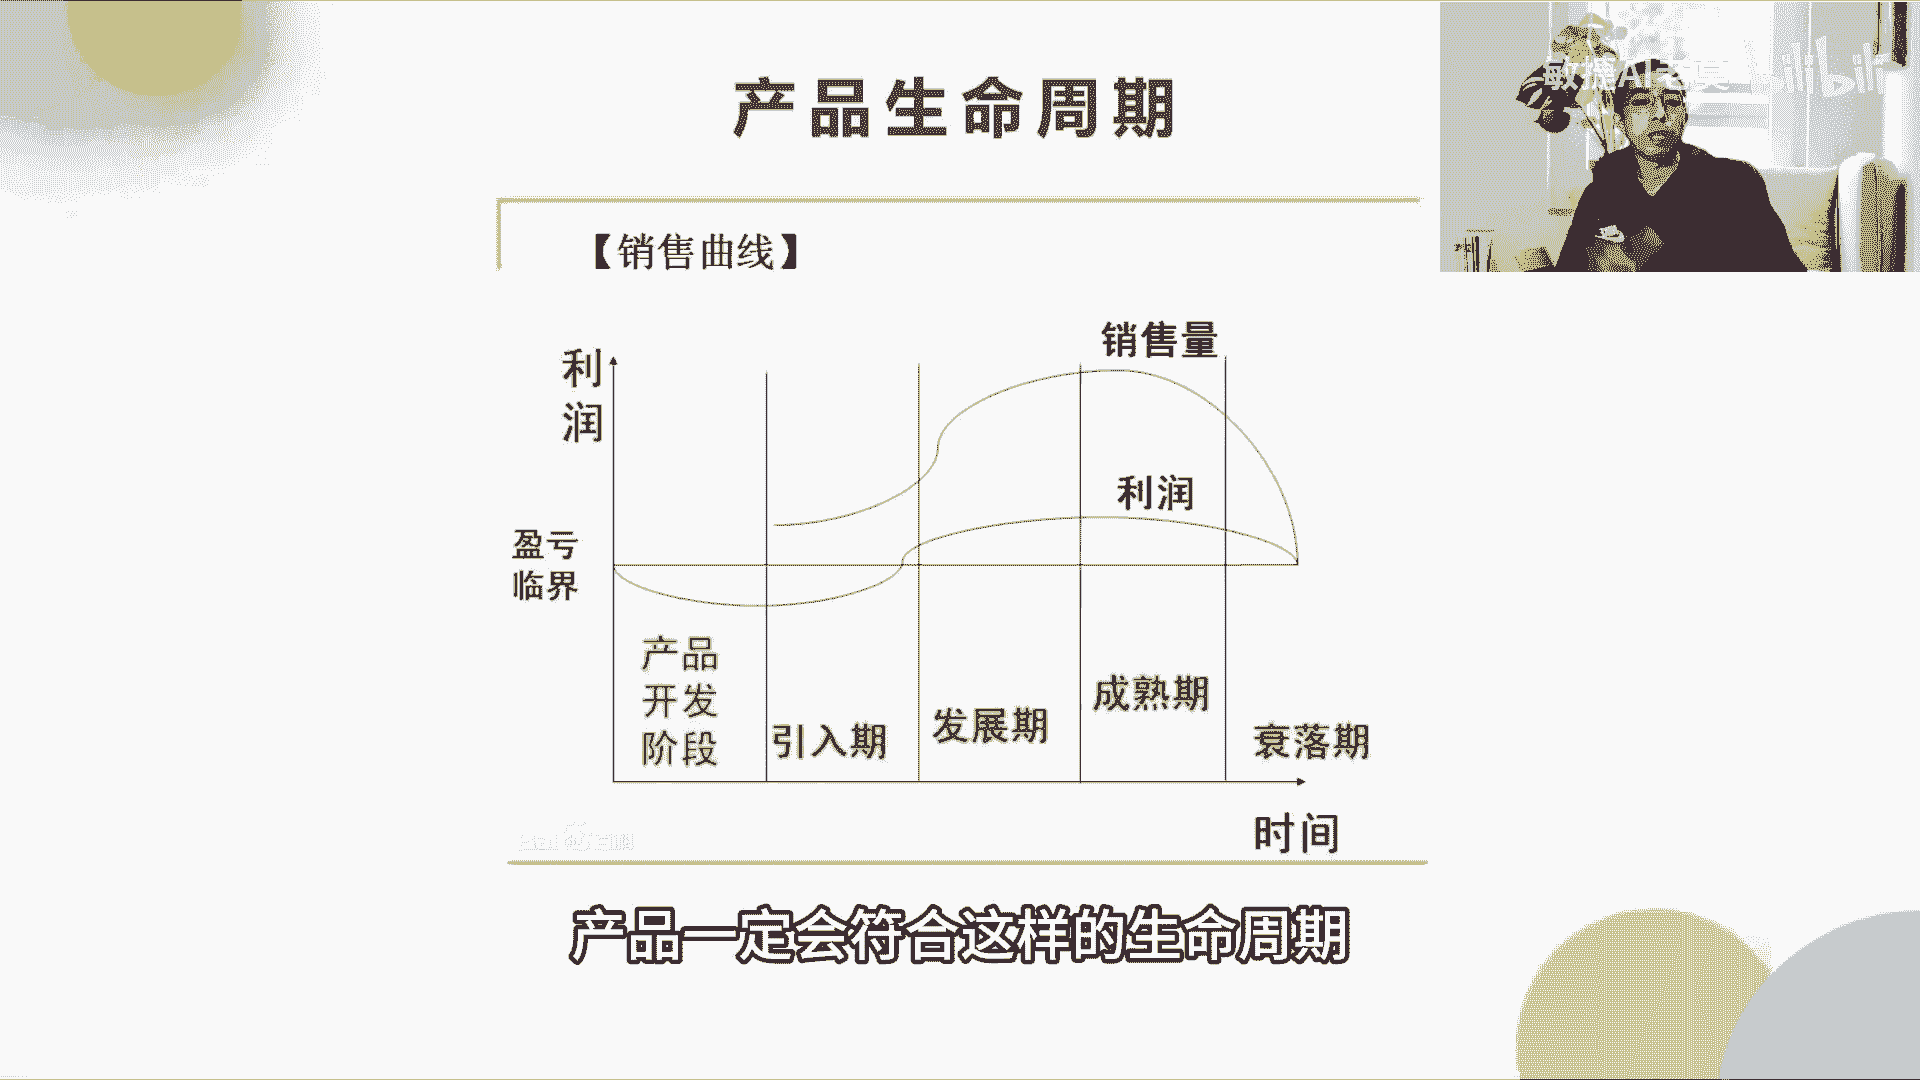 产品生命周期
敏捷AI老吴 bilibili
【销售曲线】
销售量
利
润
利润
盈亏
临界
产品
开发
阶段
引入期
发展期
成熟期
衰落期
时间
产品一定会符合这样的生命周期